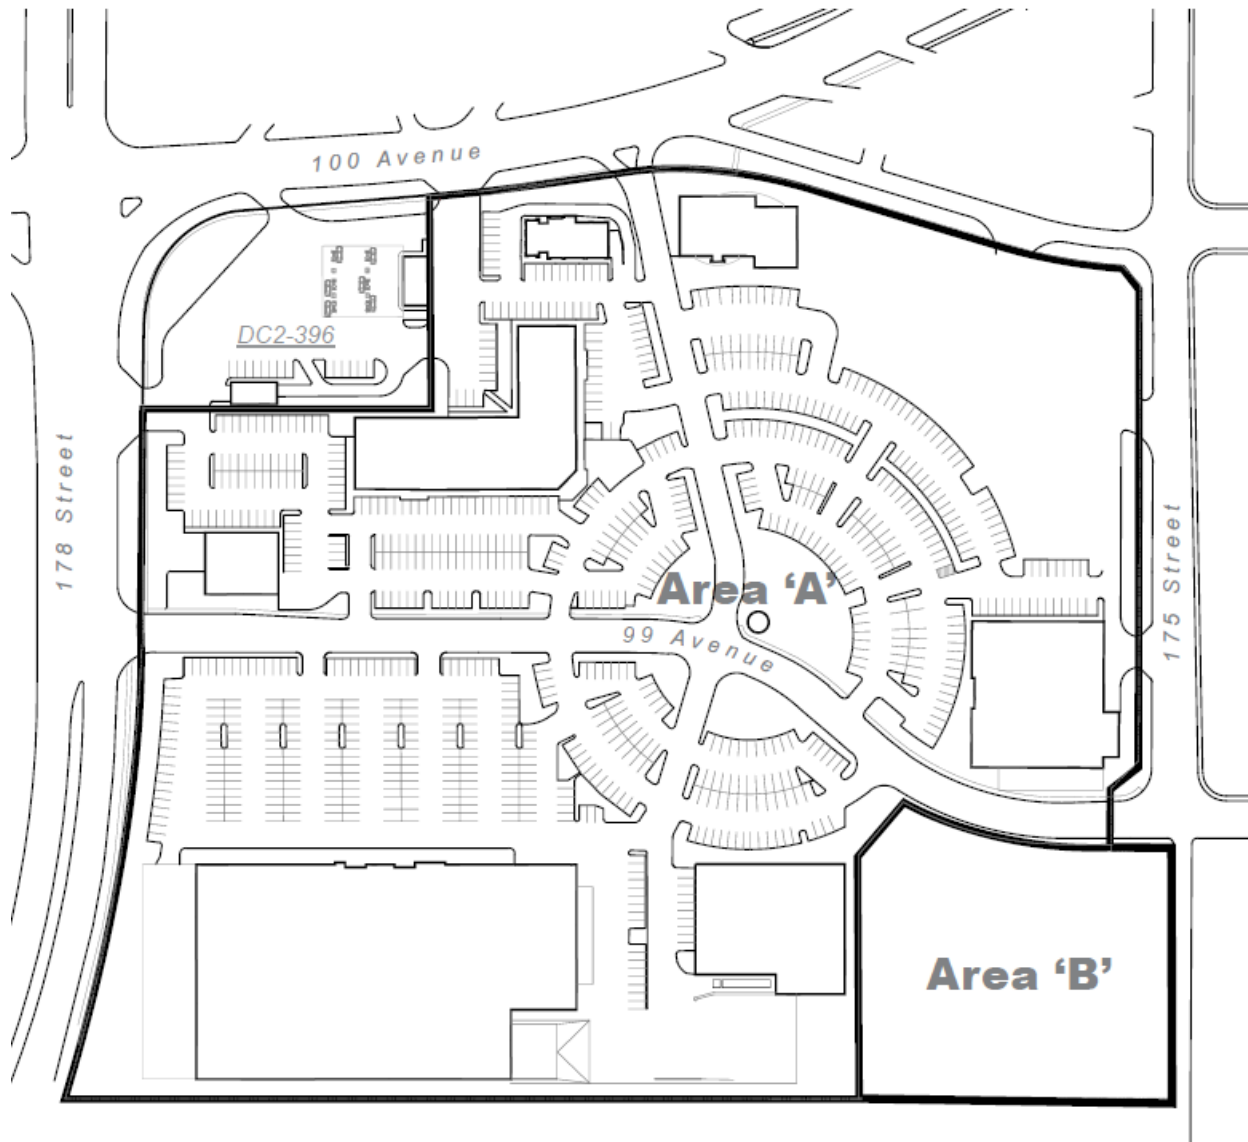 100 Avenue
DC2-396
178 Street
175 Street
Area ‘A’
99 Avenue
Area ‘B’